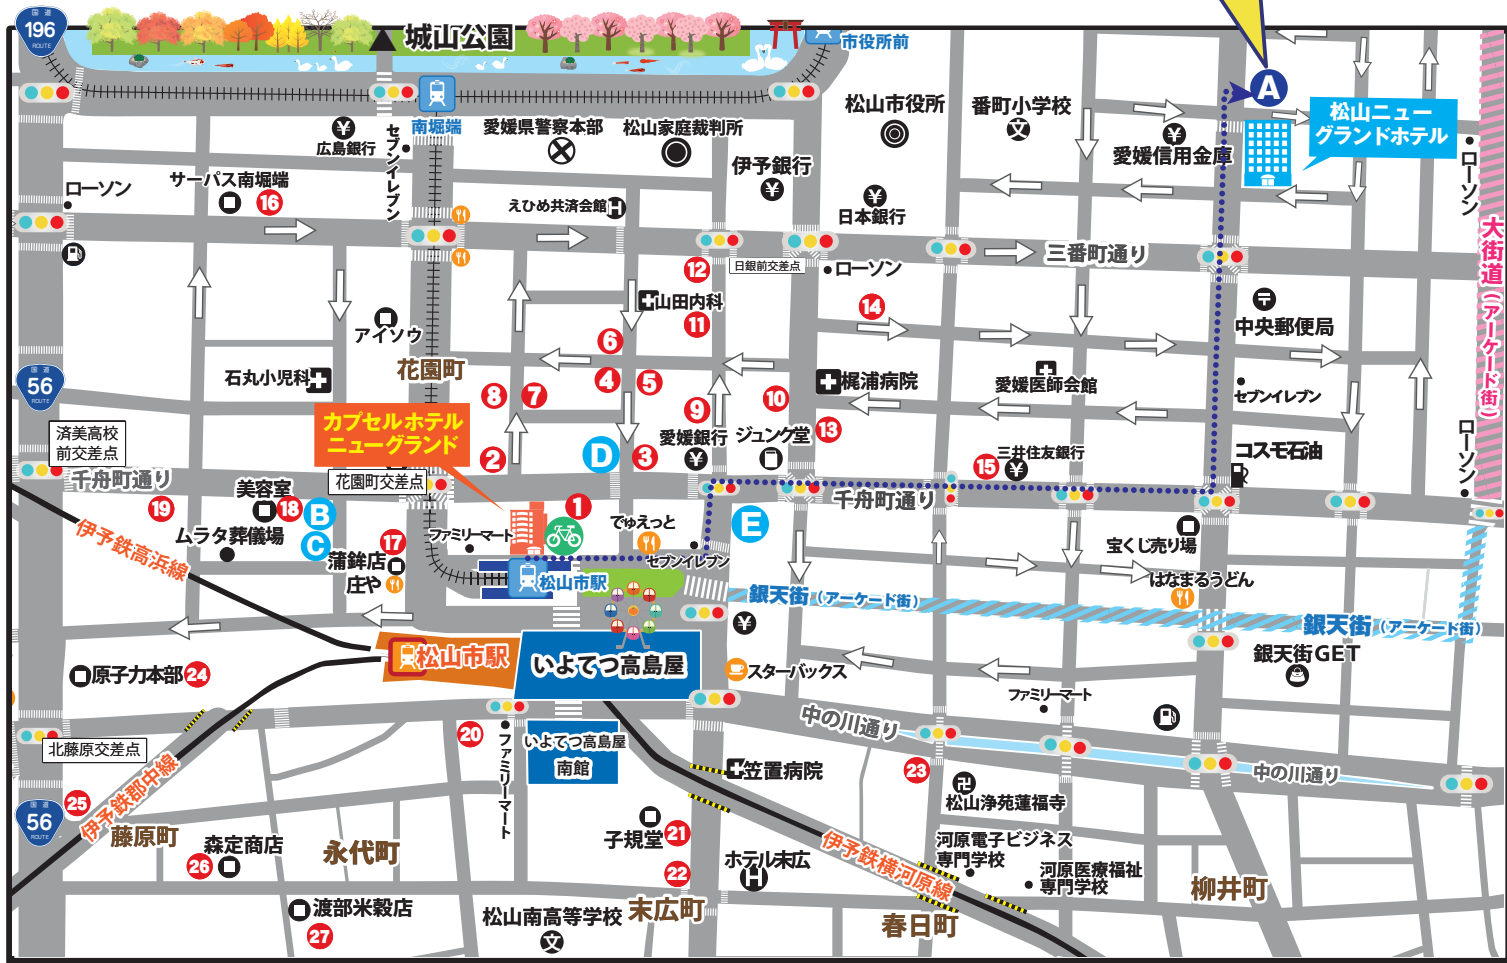 国道
196
ROUTE
城山公園
市役所前
A
松山ニュー
グランドホテル
南堀端
広島銀行
セブンイレブン
愛媛県警察本部
松山家庭裁判所
伊予銀行
松山市役所
番町小学校
文
愛媛信用金庫
ローソン
ローソン
サーパス南堀端
16
えひめ共済会館
H
日本銀行
三番町通り
大街道(アーケード街)
12
日銀前交差点
ローソン
山田内科
11
14
中央郵便局
アイソウ
花園町
6
4
5
8
7
9
10
石丸小児科
梶浦病院
愛媛医師会館
セブンイレブン
国道
56
ROUTE
済美高校
前交差点
カプセルホテル
ニューグランド
花園町交差点
2
D
3
愛媛銀行
ジュンク堂
13
三井住友銀行
15
コスモ石油
ローソン
千舟町通り
千舟町通り
19
美容室
18
B
C
ムラタ葬儀場
伊予鉄高浜線
17
蒲鉾店
庄や
ファミリーマート
1
でゅえっと
セブンイレブン
E
宝くじ売り場
はなまるうどん
松山市駅
銀天街(アーケード街)
銀天街(アーケード街)
銀天街GET
松山市駅
いよてつ高島屋
スターバックス
原子力本部
24
ファミリーマート
中の川通り
中の川通り
北藤原交差点
20
ファミリーマート
いよてつ高島屋
南館
笠置病院
23
松山浄苑蓮福寺
国道
56
ROUTE
25
伊予鉄郡中線
藤原町
森定商店
26
永代町
子規堂
21
22
ホテル末広
H
伊予鉄横河原線
河原電子ビジネス
専門学校
河原医療福祉
専門学校
柳井町
渡部米穀店
27
松山南高等学校
文
末広町
春日町